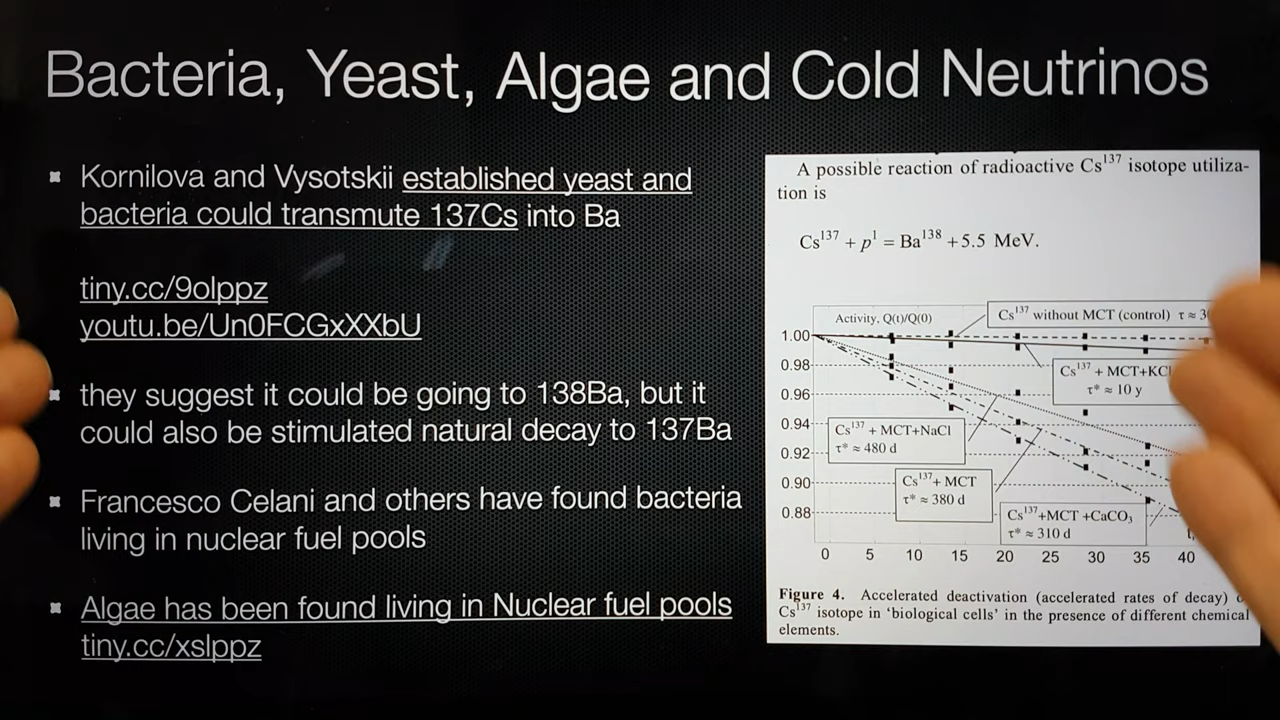 Bacteria, Yeast, Algae and Cold Neutrinos
Kornilova and Vysotskii established yeast and
bacteria could transmute 137Cs into Ba
tiny.cc/9olppz
youtu.be/Un0FCGxXXbU
they suggest it could be going to 138Ba, but it
could also be stimulated natural decay to 137Ba
Francesco Celani and others have found bacteria
living in nuclear fuel pools
Algae has been found living in Nuclear fuel pools
tiny.cc/xslppz
A possible reaction of radioactive Cs¹³⁷ isotope utiliza-
tion is
Cs¹³⁷ + p¹ = Ba¹³⁸ + 5.5 MeV.
Activity, Q(t)/Q(0)
Cs¹³⁷ without MCT (control) τ ≈
1.00
0.98
0.96
0.94
0.92
0.90
0.88
Cs¹³⁷ + MCT+KCl
τ* ≈ 10 y
Cs¹³⁷ + MCT+NaCl
τ* ≈ 480 d
Cs¹³⁷+ MCT
τ* ≈ 380 d
Cs¹³⁷+MCT +CaCO₃
τ* ≈ 310 d
0 5 10 15 20 25 30 35 40
Figure 4. Accelerated deactivation (accelerated rates of decay)
Cs¹³⁷ isotope in 'biological cells' in the presence of different chemical
elements.